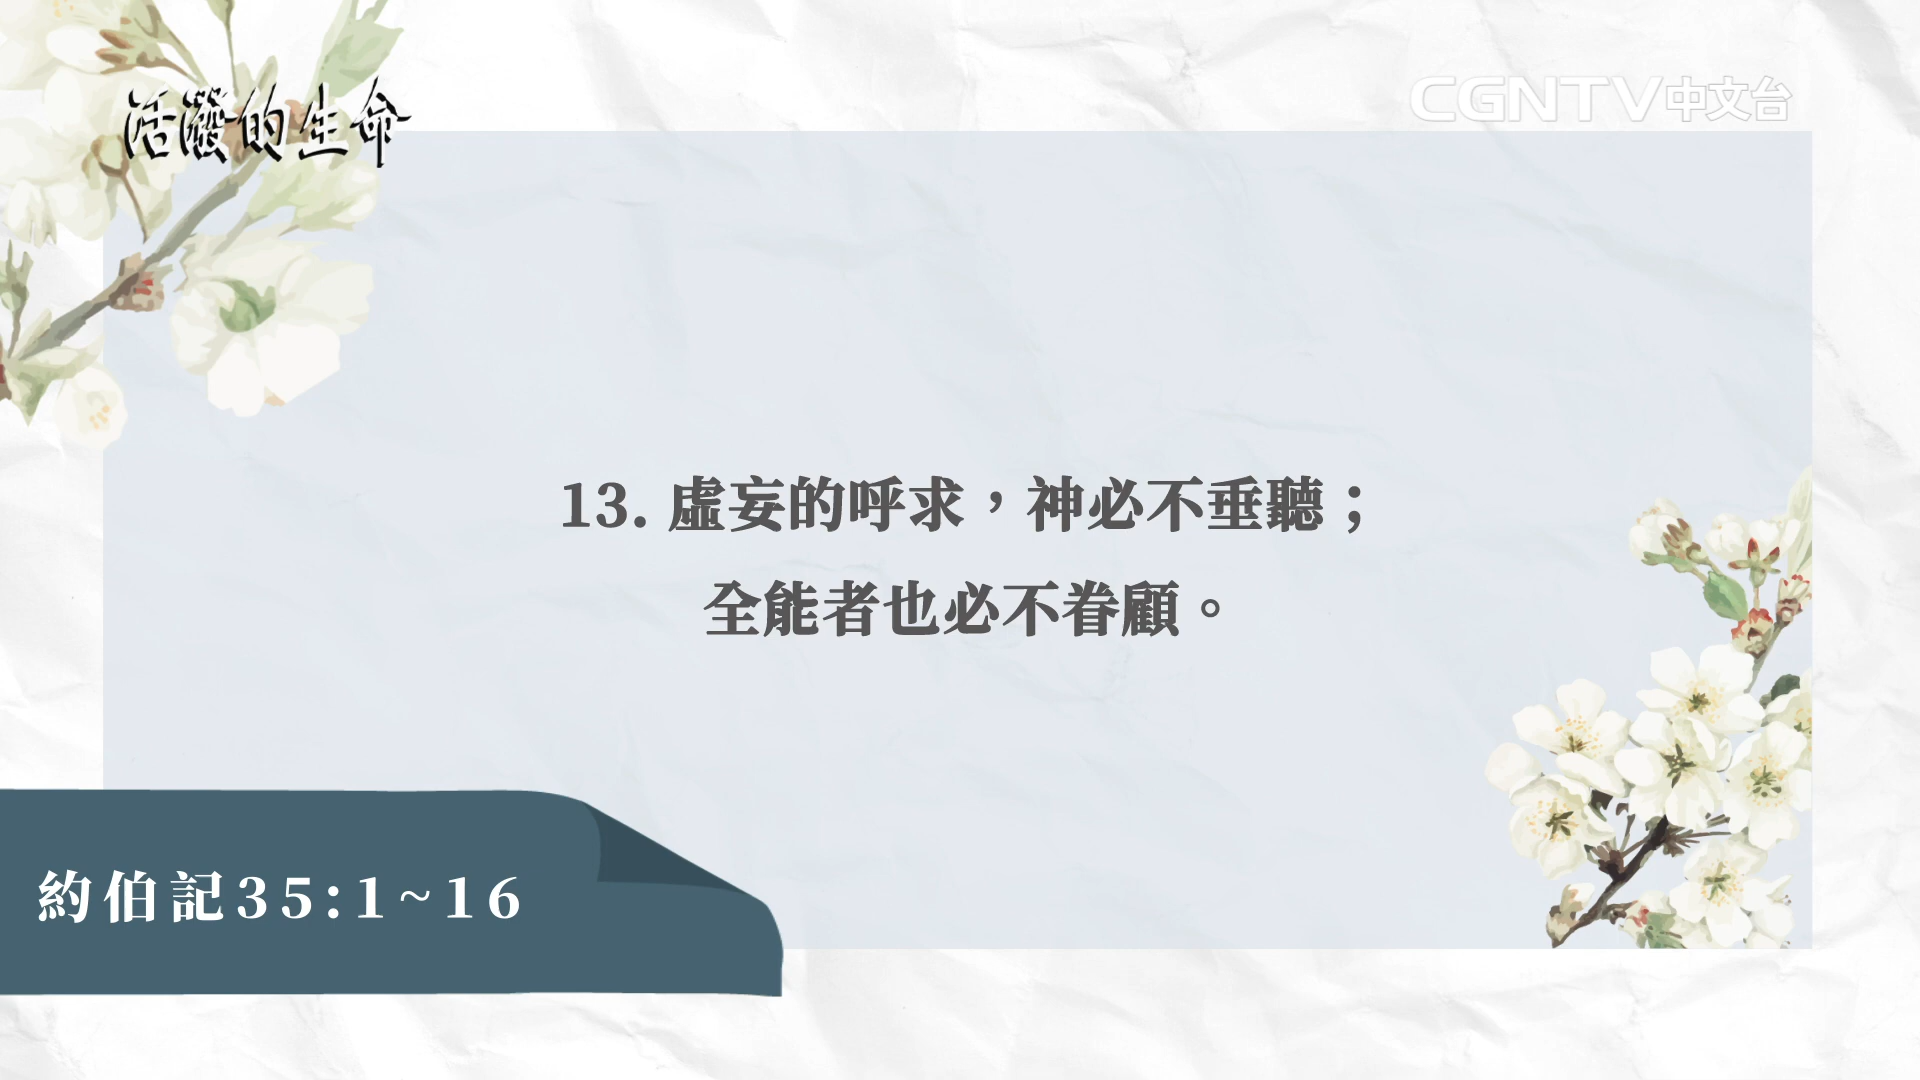 活潑的生命
CGNTV中文台
13. 虛妄的呼求，神必不垂聽；
全能者也必不眷顧。
約伯記35:1~16